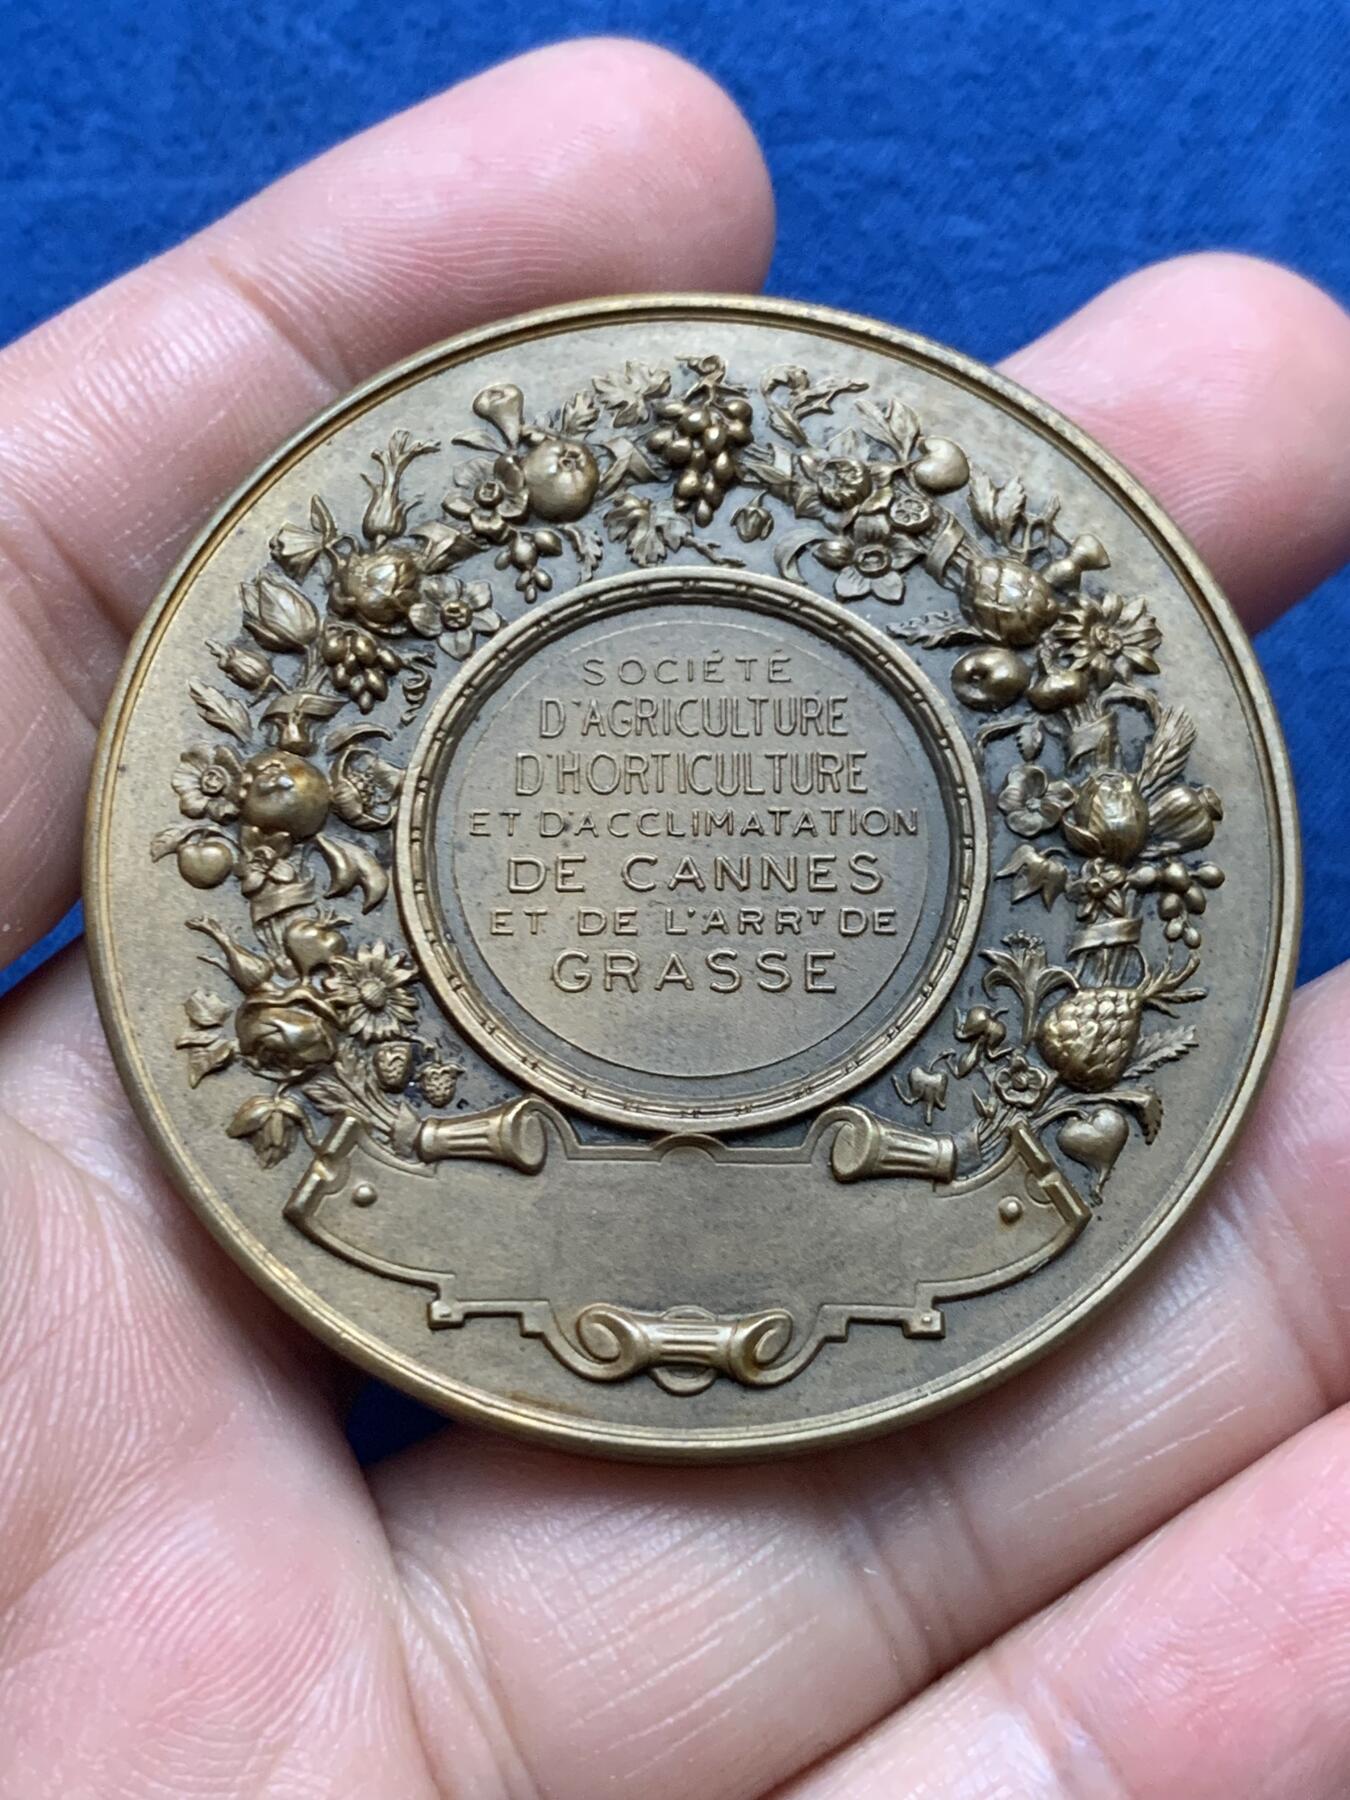 SOCIÉTÉ
D'AGRICULTURE
D'HORTICULTURE
ET D'ACCLIMATATION
DE CANNES
ET DE L'ARRT DE
GRASSE